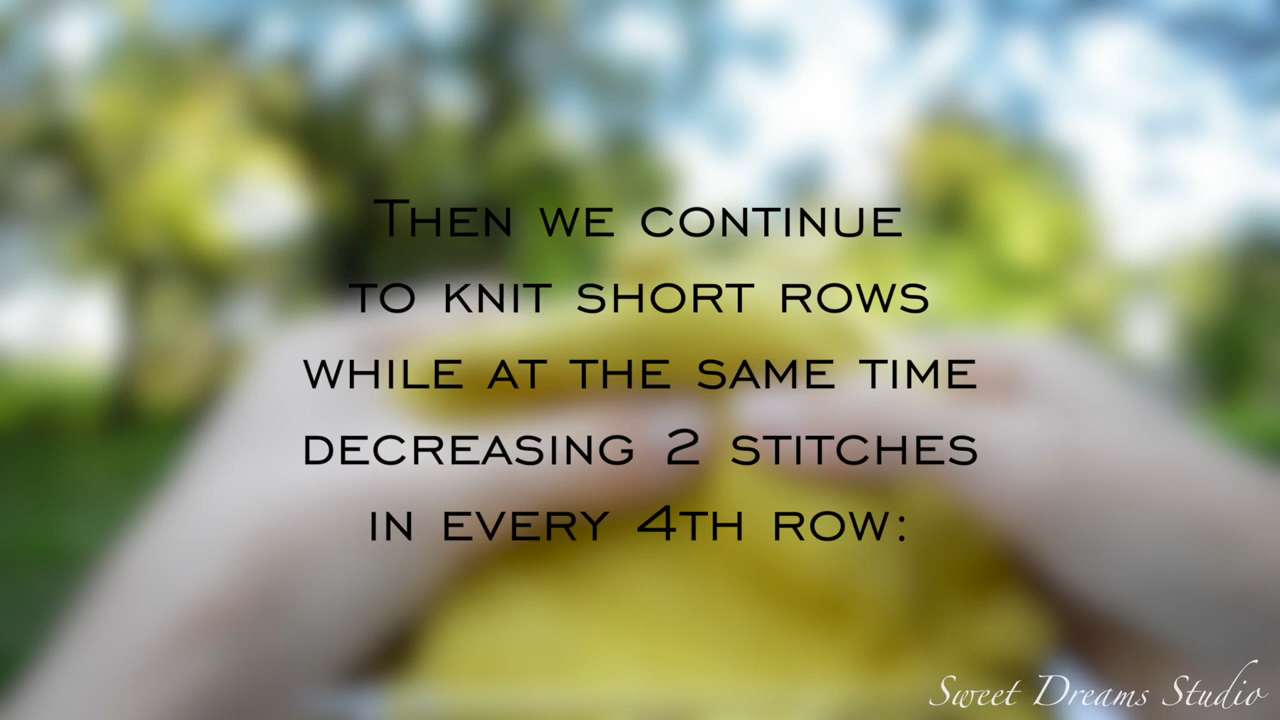 Then we continue
to knit short rows
while at the same time
decreasing 2 stitches
in every 4th row:
Sweet Dreams Studio